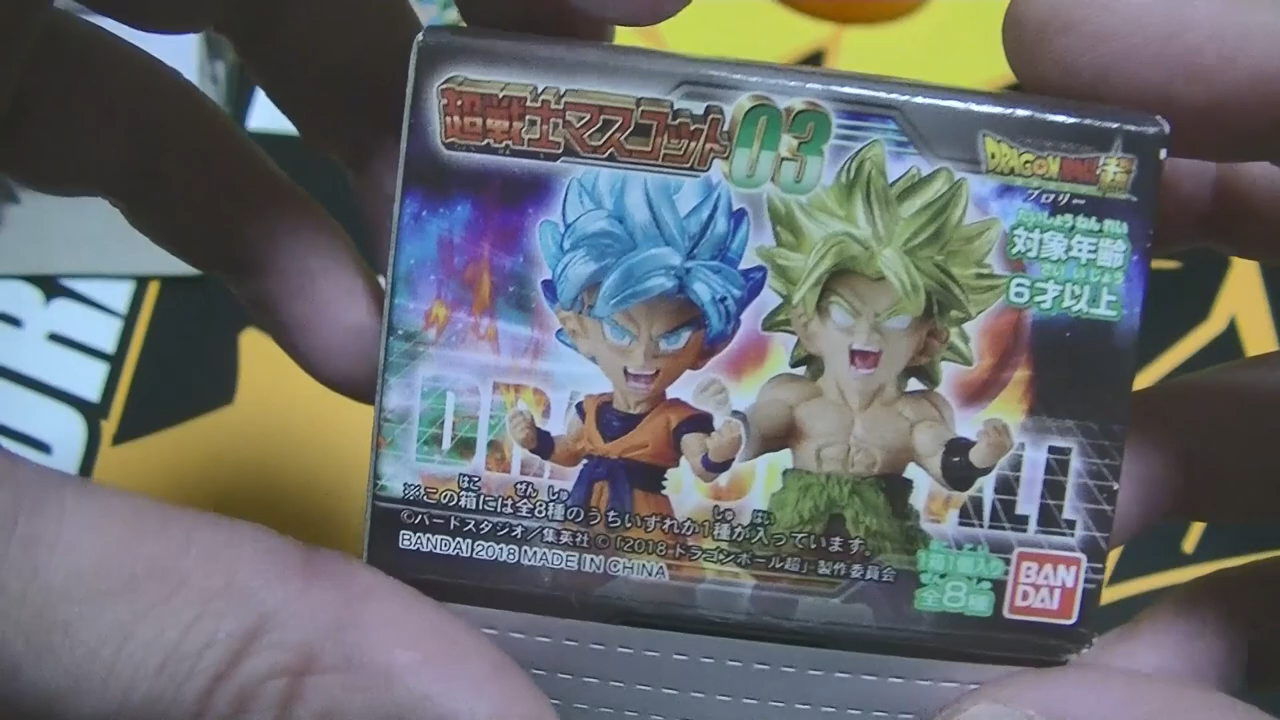 超戦士マスコット03
DRAGON BALL超
ブロリー
たいしょうねんれい
対象年齢
さいいじょう
6才以上
はこ ぜん しゅ しゅ はい
※この箱には全8種のうちいずれか1種が入っています。
©バードスタジオ／集英社 ©「2018 ドラゴンボール超」製作委員会
BANDAI 2018 MADE IN CHINA
1箱1個入り
全8種
BAN
DAI